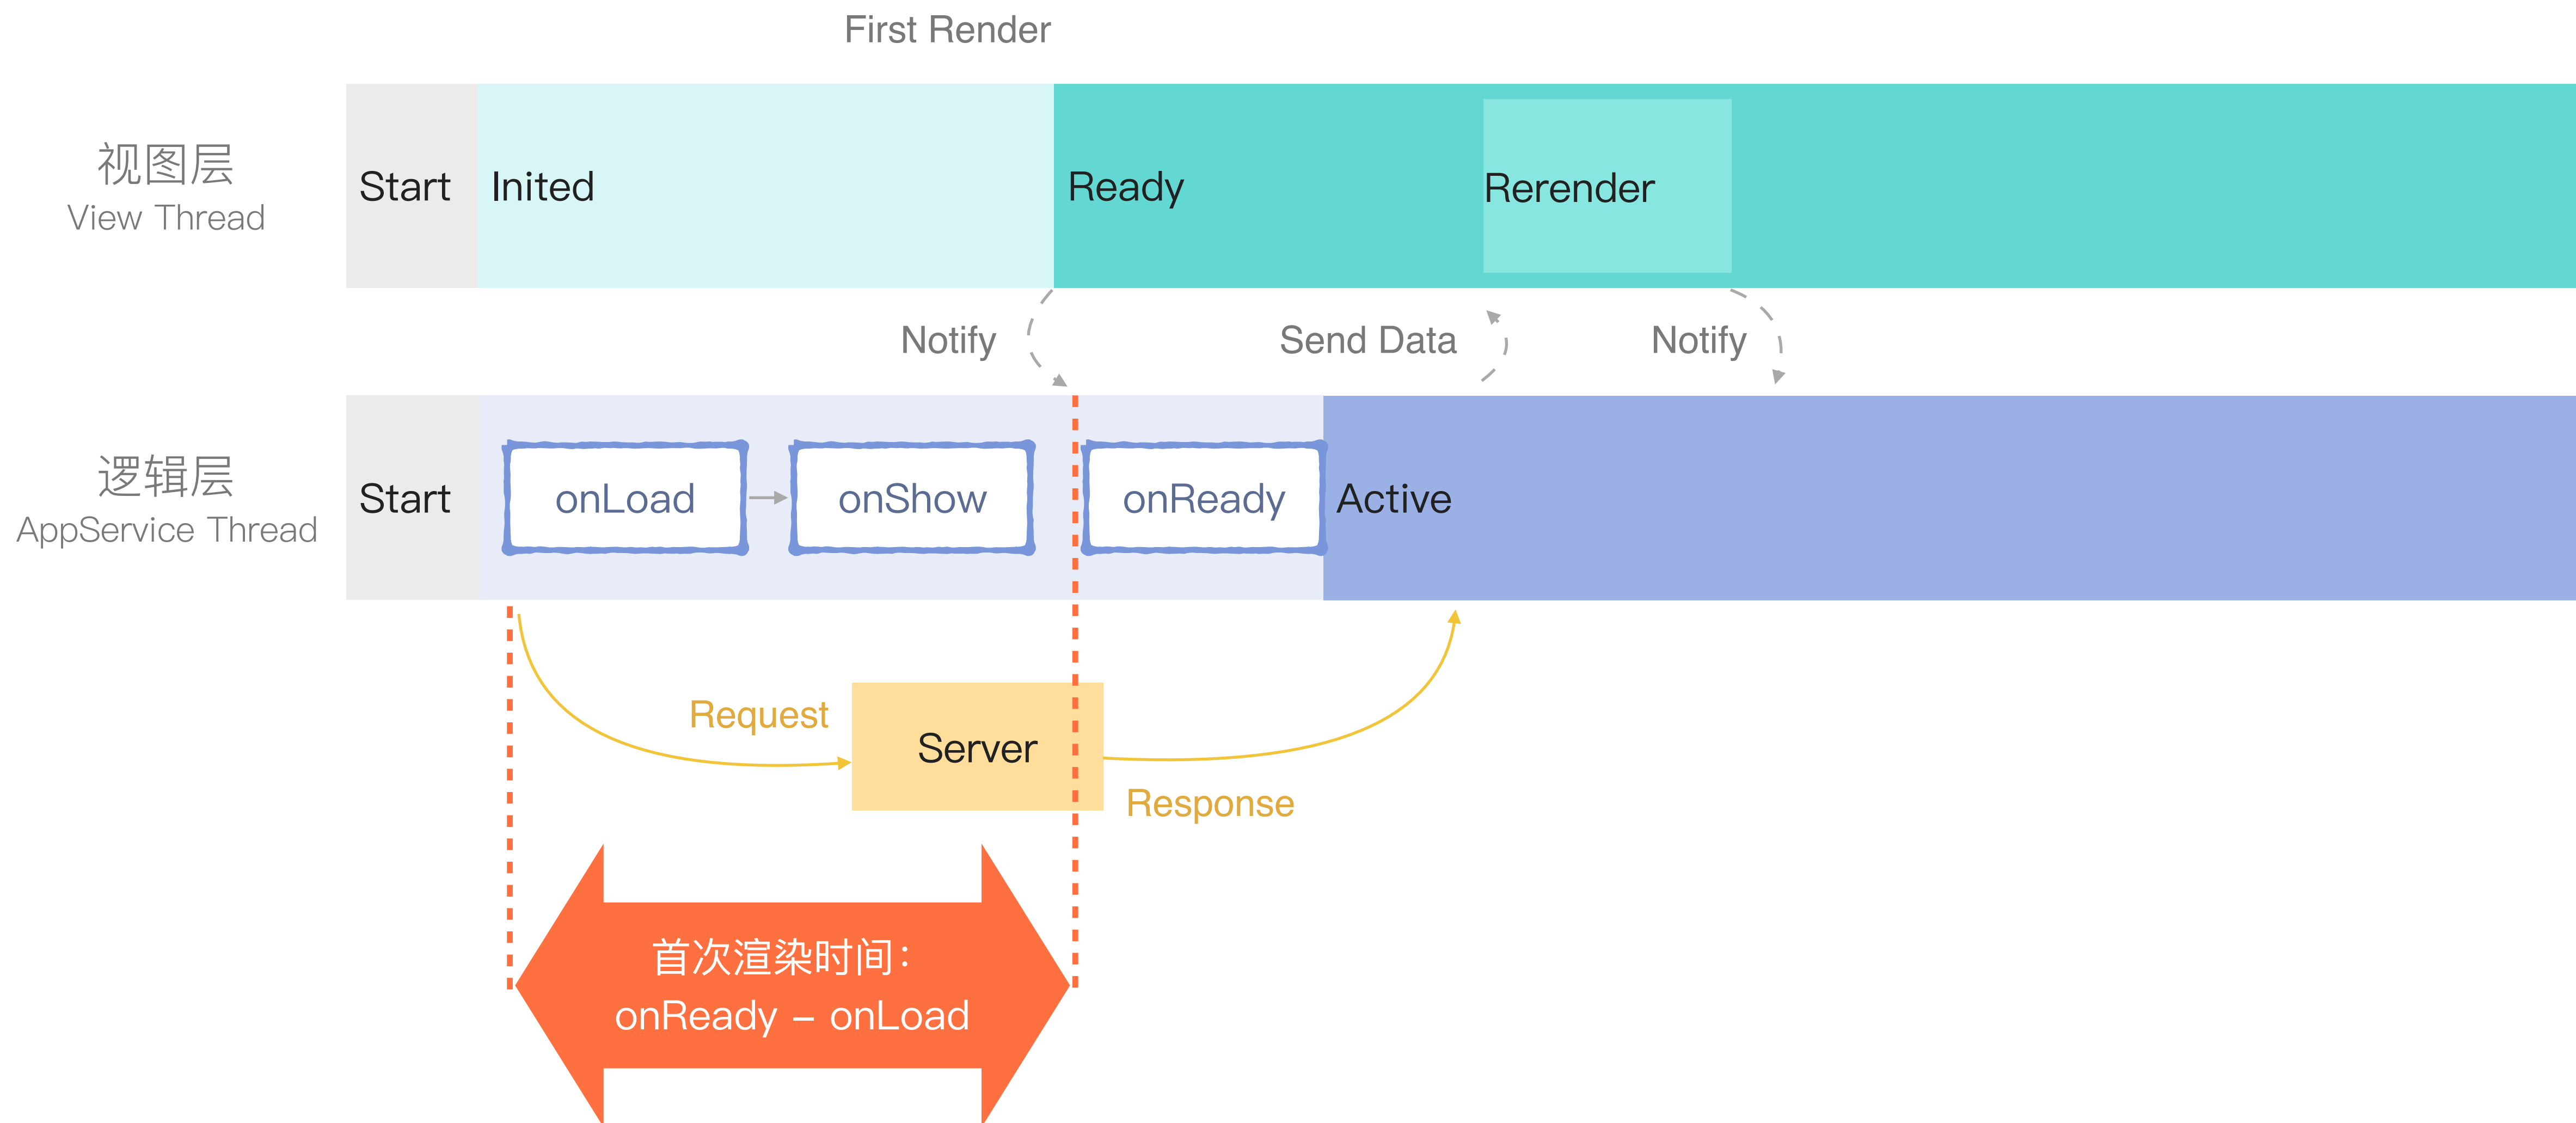 First Render
视图层
View Thread
Start
Inited
Ready
Rerender
Notify
Send Data
Notify
逻辑层
AppService Thread
Start
onLoad
onShow
onReady
Active
Request
Server
Response
首次渲染时间：
onReady – onLoad